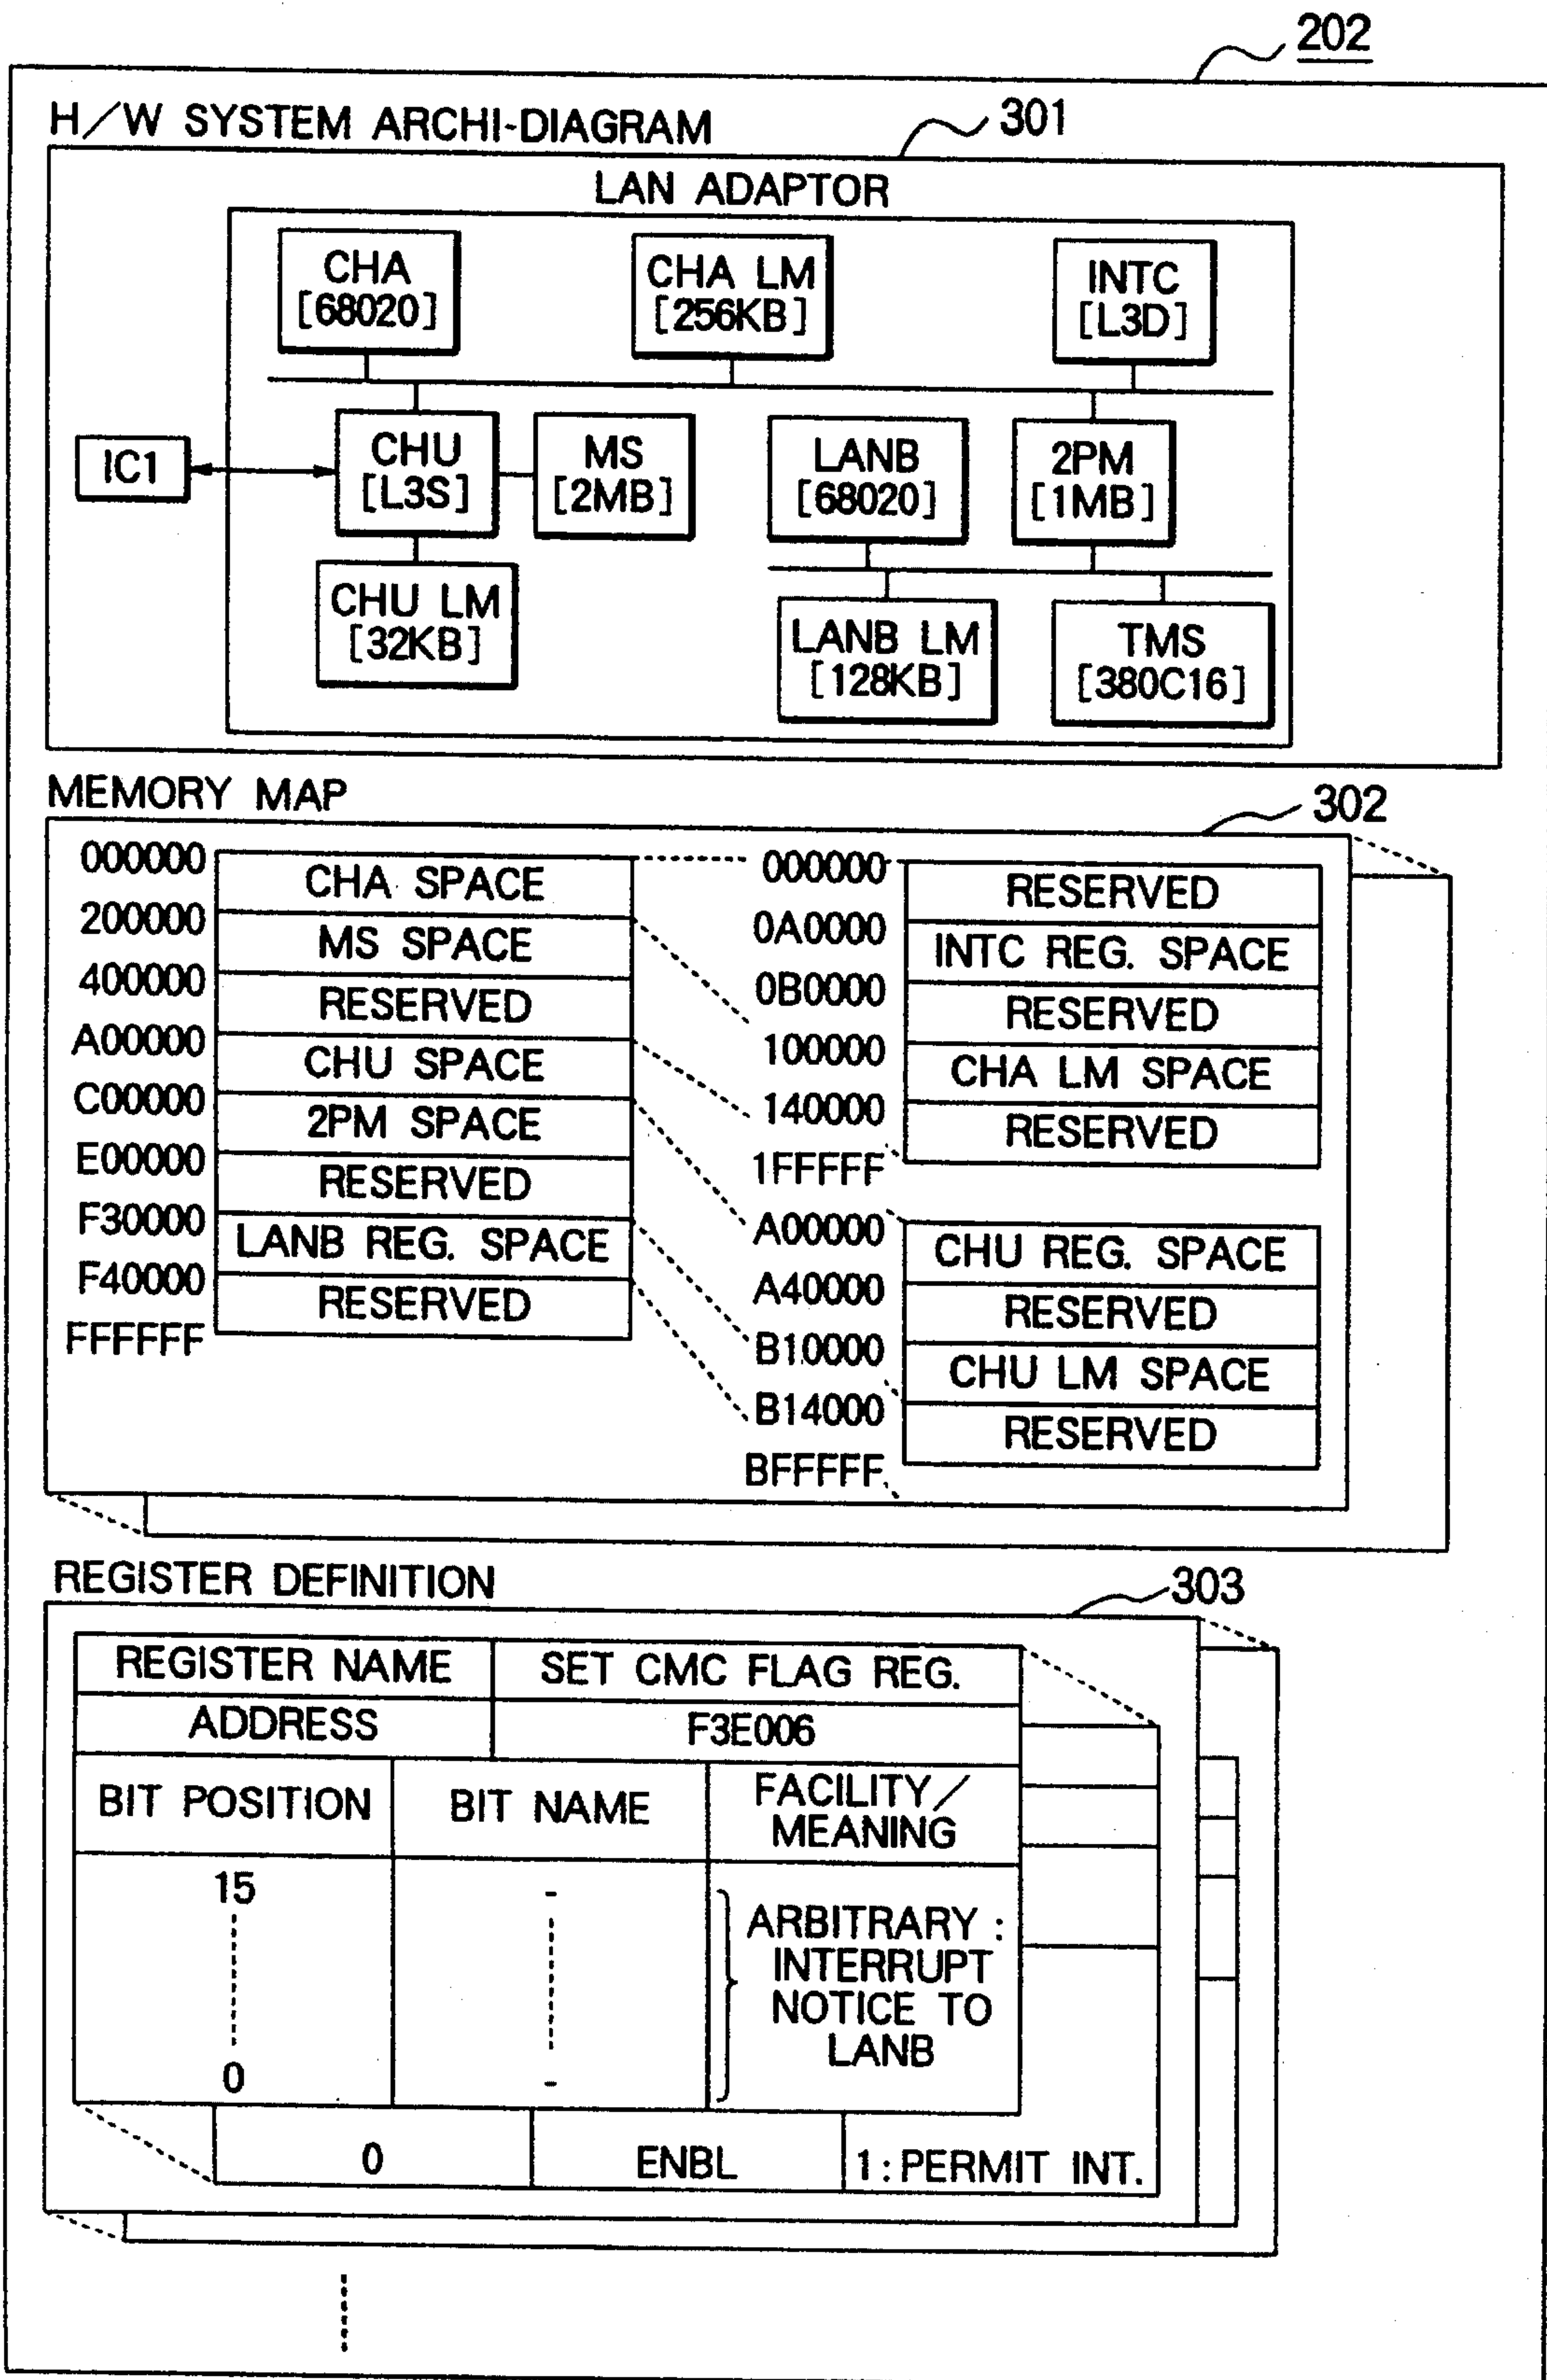 202
H/W SYSTEM ARCHI-DIAGRAM
301
LAN ADAPTOR
CHA
[68020]
CHA LM
[256KB]
INTC
[L3D]
IC1
CHU
[L3S]
MS
[2MB]
LANB
[68020]
2PM
[1MB]
CHU LM
[32KB]
LANB LM
[128KB]
TMS
[380C16]
MEMORY MAP
302
000000
CHA SPACE
200000
MS SPACE
400000
RESERVED
A00000
CHU SPACE
C00000
2PM SPACE
E00000
RESERVED
F30000
LANB REG. SPACE
F40000
RESERVED
FFFFFF
000000
RESERVED
0A0000
INTC REG. SPACE
0B0000
RESERVED
100000
CHA LM SPACE
140000
RESERVED
1FFFFF
A00000
CHU REG. SPACE
A40000
RESERVED
B10000
CHU LM SPACE
B14000
RESERVED
BFFFFF
REGISTER DEFINITION
303
REGISTER NAME
SET CMC FLAG REG.
ADDRESS
F3E006
BIT POSITION
BIT NAME
FACILITY/
MEANING
15
-
0
-
ARBITRARY :
INTERRUPT
NOTICE TO
LANB
0
ENBL
1 : PERMIT INT.